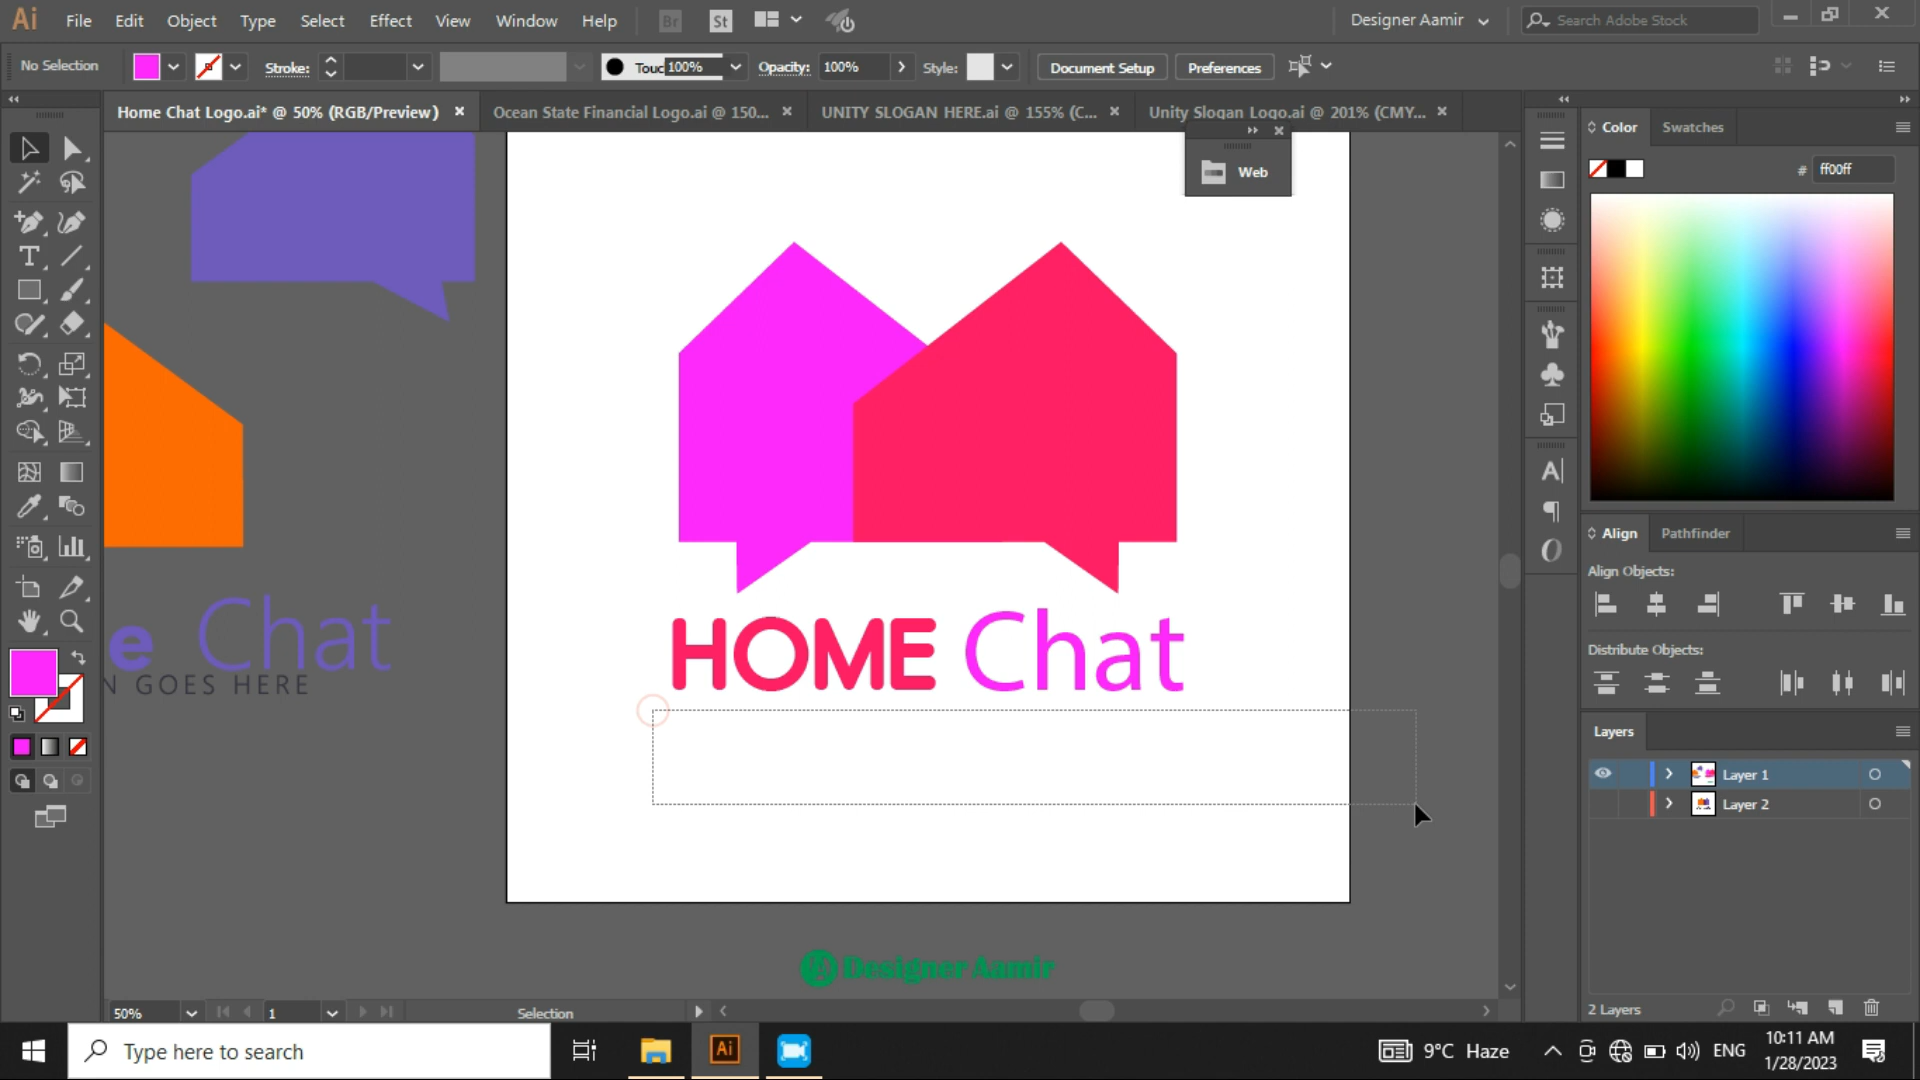 Ai File Edit Object Type Select Effect View Window Help Br St Designer Aamir Search Adobe Stock
No Selection Stroke: Touc 100% Opacity: 100% Style: Document Setup Preferences
Home Chat Logo.ai* @ 50% (RGB/Preview) Ocean State Financial Logo.ai @ 150... UNITY SLOGAN HERE.ai @ 155% (C... Unity Slogan Logo.ai @ 201% (CMY...
Web
Color Swatches
# ff00ff
Align Pathfinder
Align Objects:
Distribute Objects:
HOME Chat
e Chat
N GOES HERE
Layers
Layer 1
Layer 2
Designer Aamir
50% 1 Selection
2 Layers
Type here to search Ai 9°C Haze ENG 10:11 AM
1/28/2023